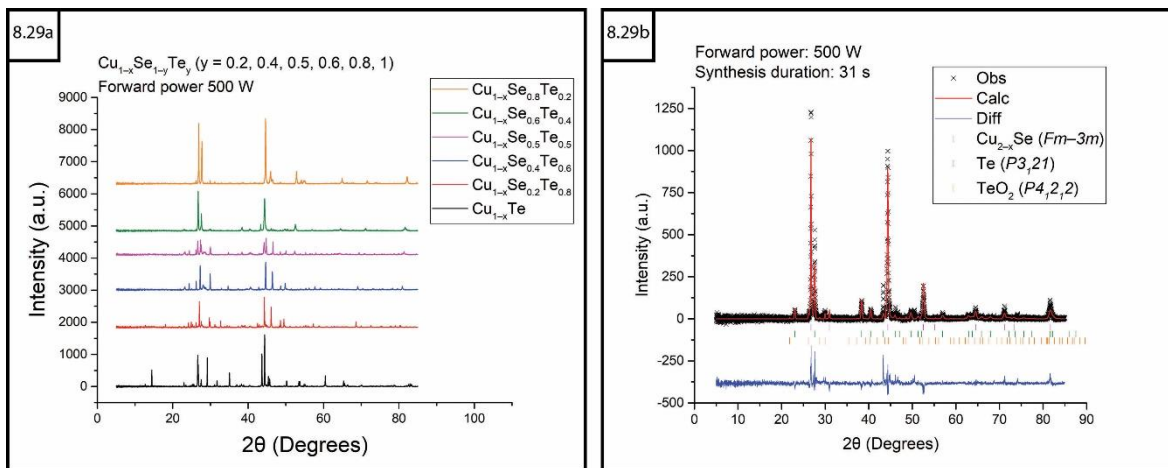 8.29a
Cu₁₋ₓSe₁₋ᵧTeᵧ (y = 0.2, 0.4, 0.5, 0.6, 0.8, 1)
Forward power 500 W
9000
8000
7000
6000
5000
4000
3000
2000
1000
0
Intensity (a.u.)
0 20 40 60 80 100
2θ (Degrees)
Cu₁₋ₓSe₀.₈Te₀.₂
Cu₁₋ₓSe₀.₆Te₀.₄
Cu₁₋ₓSe₀.₅Te₀.₅
Cu₁₋ₓSe₀.₄Te₀.₆
Cu₁₋ₓSe₀.₂Te₀.₈
Cu₁₋ₓTe
8.29b
Forward power: 500 W
Synthesis duration: 31 s
Obs
Calc
Diff
Cu₂₋ₓSe (Fm–3m)
Te (P3₁21)
TeO₂ (P4₁2₁2)
1250
1000
750
500
250
0
-250
-500
Intensity (a.u.)
0 10 20 30 40 50 60 70 80 90
2θ (Degrees)